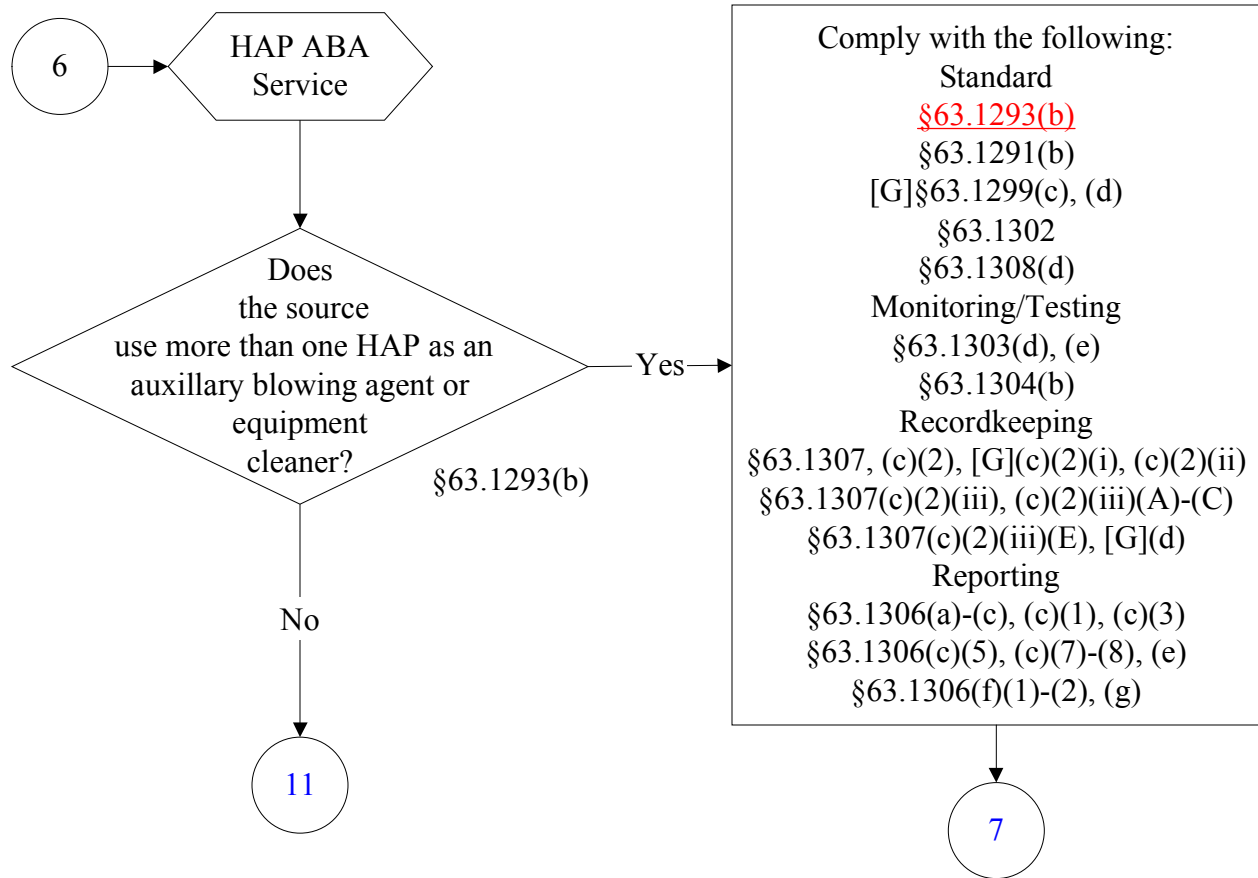 6
HAP ABA
Service
Does
the source
use more than one HAP as an
auxillary blowing agent or
equipment
cleaner?
§63.1293(b)
Yes
No
11
Comply with the following:
Standard
§63.1293(b)
§63.1291(b)
[G]§63.1299(c), (d)
§63.1302
§63.1308(d)
Monitoring/Testing
§63.1303(d), (e)
§63.1304(b)
Recordkeeping
§63.1307, (c)(2), [G](c)(2)(i), (c)(2)(ii)
§63.1307(c)(2)(iii), (c)(2)(iii)(A)-(C)
§63.1307(c)(2)(iii)(E), [G](d)
Reporting
§63.1306(a)-(c), (c)(1), (c)(3)
§63.1306(c)(5), (c)(7)-(8), (e)
§63.1306(f)(1)-(2), (g)
7